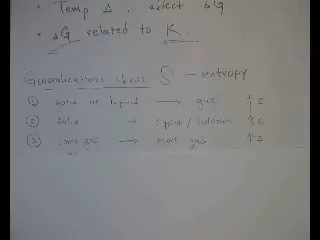 • Temp Δ. affect ΔG
• ΔG related to K.
Generalizations about S - entropy
① solid or liquid → gas ↑S
② solid → liquid / solution ↑S
③ gas → more gas ↑S